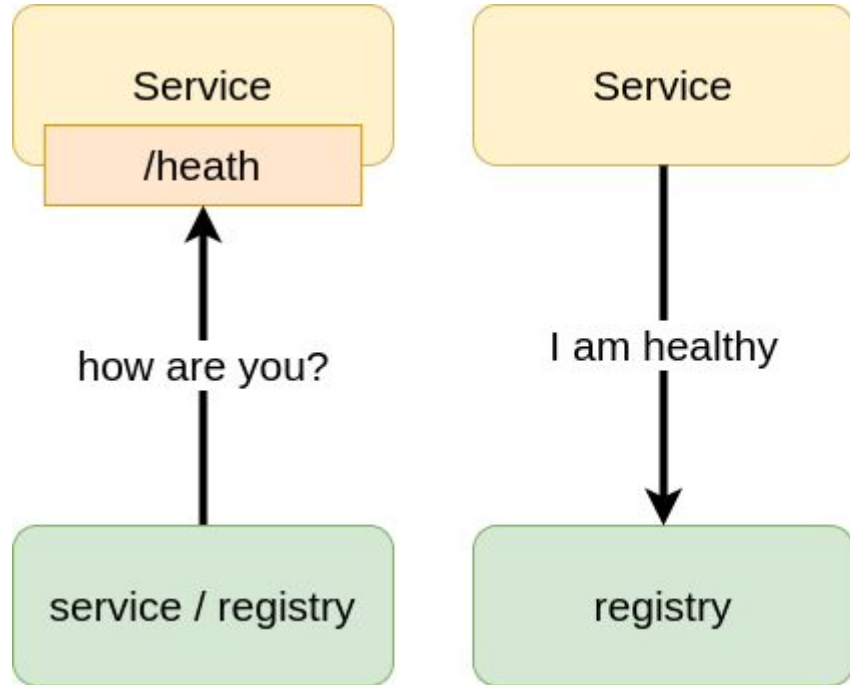 Service
/heath
how are you?
service / registry
Service
I am healthy
registry